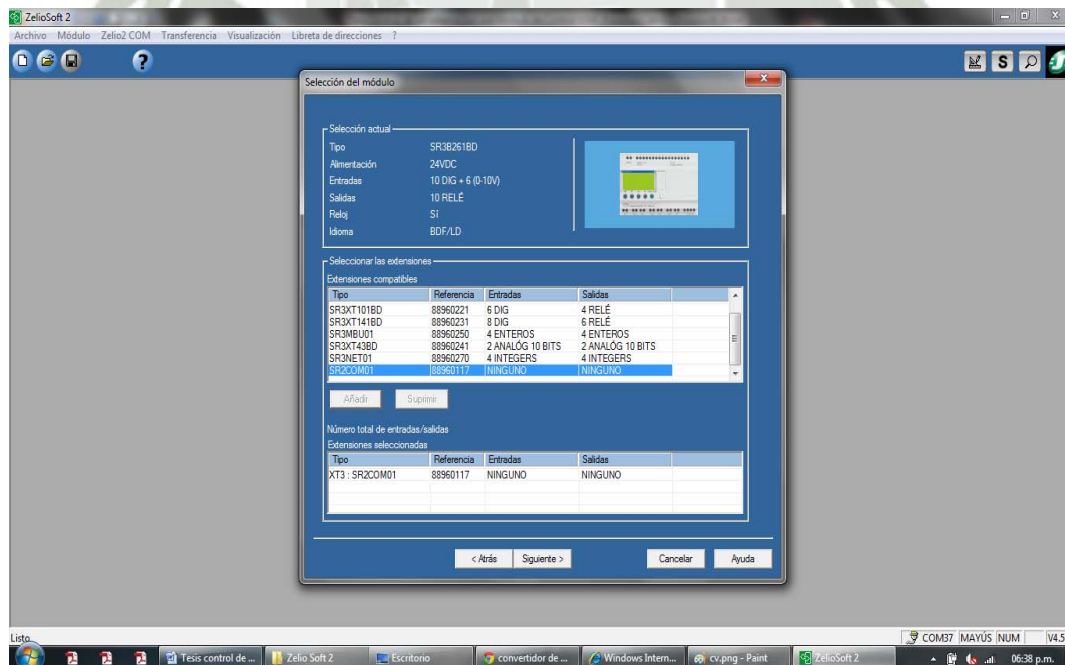 ZelioSoft 2
Archivo Módulo Zelio2 COM Transferencia Visualización Libreta de direcciones ?
?
S
Selección del módulo
Selección actual
Tipo SR3B261BD
Alimentación 24VDC
Entradas 10 DIG + 6 (0-10V)
Salidas 10 RELÉ
Reloj Sí
Idioma BDF/LD
Seleccionar las extensiones
Extensiones compatibles
Tipo Referencia Entradas Salidas
SR3XT101BD 88960221 6 DIG 4 RELÉ
SR3XT141BD 88960231 8 DIG 6 RELÉ
SR3MBU01 88960250 4 ENTEROS 4 ENTEROS
SR3XT43BD 88960241 2 ANALÓG 10 BITS 2 ANALÓG 10 BITS
SR3NET01 88960270 4 INTEGERS 4 INTEGERS
SR2COM01 88960117 NINGUNO NINGUNO
Añadir Suprimir
Número total de entradas/salidas
Extensiones seleccionadas
Tipo Referencia Entradas Salidas
XT3 : SR2COM01 88960117 NINGUNO NINGUNO
< Atrás Siguiente > Cancelar Ayuda
Listo COM37 MAYÚS NUM V4.5
Tesis control de ... Zelio Soft 2 Escritorio convertidor de ... Windows Intern... cv.png - Paint ZelioSoft 2 06:38 p.m.